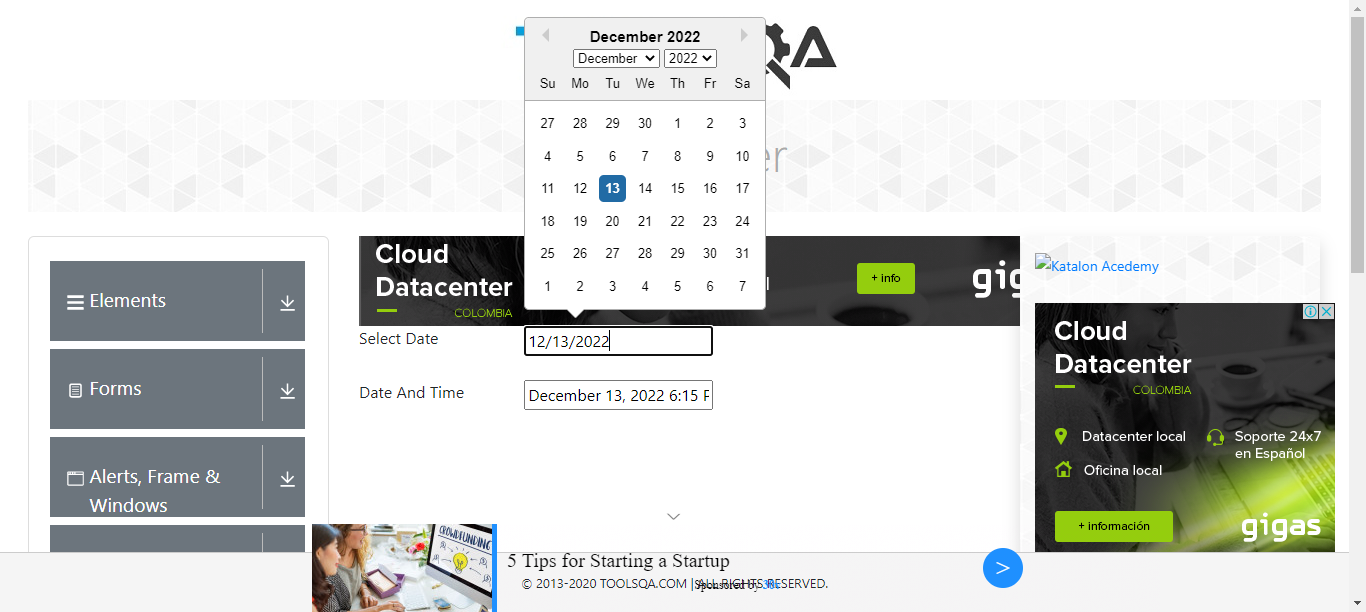 December 2022
December 2022
Su Mo Tu We Th Fr Sa
27 28 29 30 1 2 3
4 5 6 7 8 9 10
11 12 13 14 15 16 17
18 19 20 21 22 23 24
25 26 27 28 29 30 31
1 2 3 4 5 6 7
QA
er
Elements
Forms
Alerts, Frame &
Windows
Cloud
Datacenter
COLOMBIA
+ info
gigas
Select Date
12/13/2022
Date And Time
December 13, 2022 6:15 P
Katalon Acedemy
Cloud
Datacenter
COLOMBIA
Datacenter local
Soporte 24x7
en Español
Oficina local
+ información
gigas
CROWDFUNDING
5 Tips for Starting a Startup
>
© 2013-2020 TOOLSQA.COM | ALL RIGHTS RESERVED.
Sponsored by